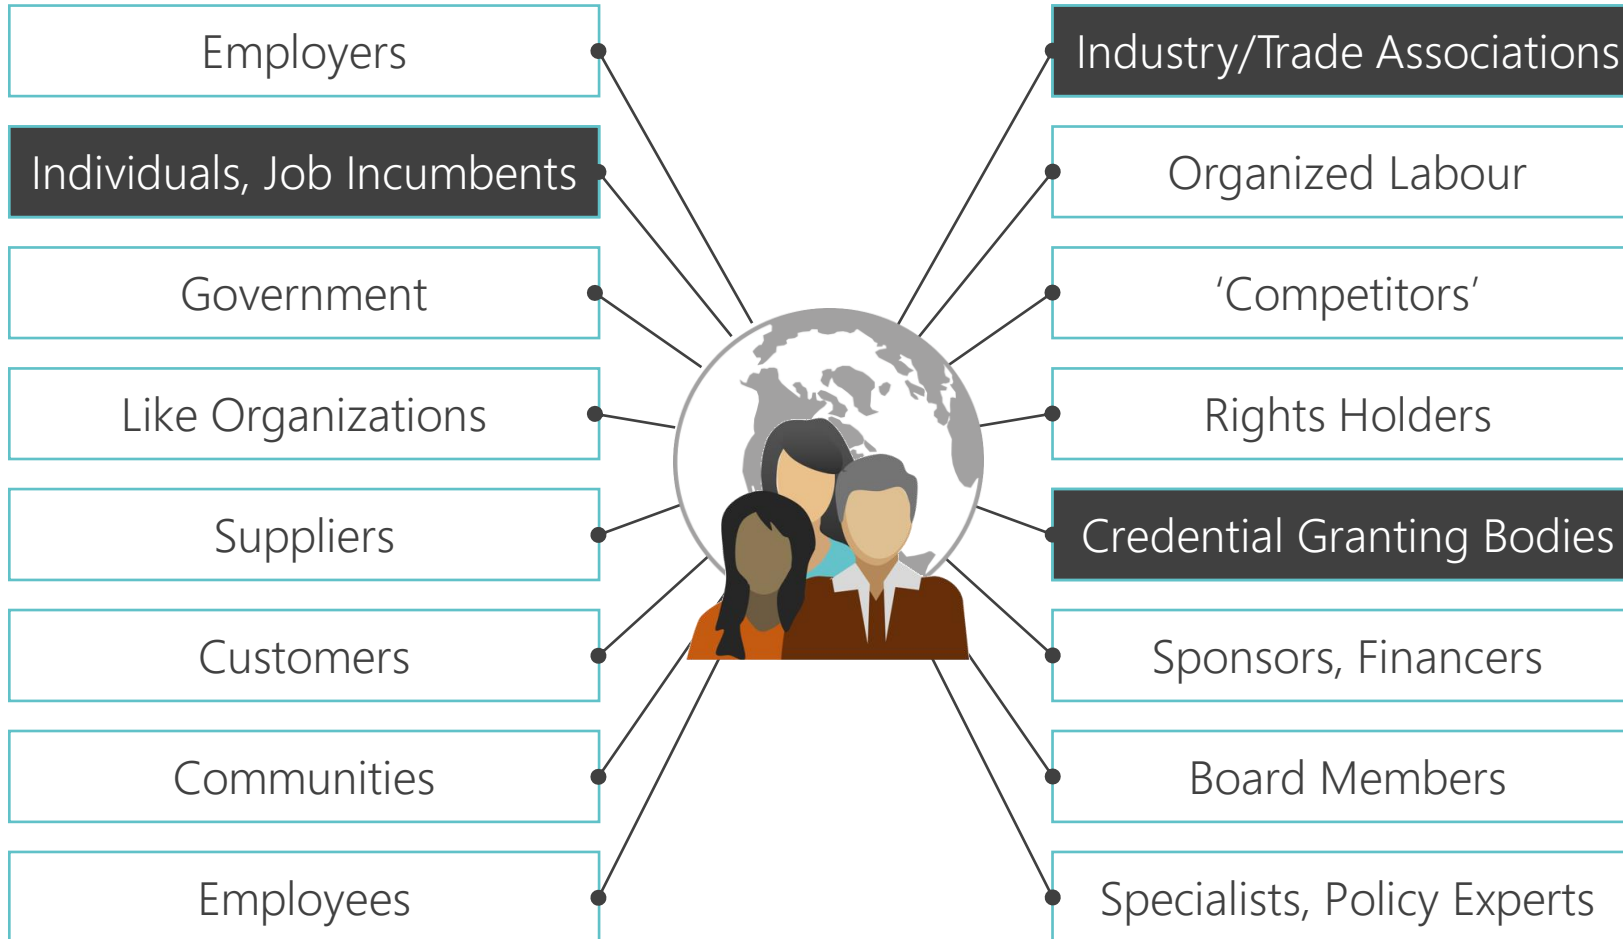 Employers
Individuals, Job Incumbents
Government
Like Organizations
Suppliers
Customers
Communities
Employees
Industry/Trade Associations
Organized Labour
‘Competitors’
Rights Holders
Credential Granting Bodies
Sponsors, Financers
Board Members
Specialists, Policy Experts